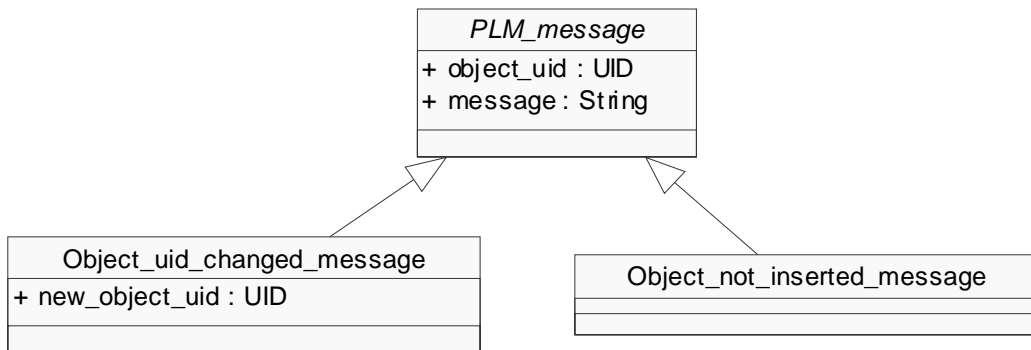 PLM_message
+ object_uid : UID
+ message : String
Object_uid_changed_message
+ new_object_uid : UID
Object_not_inserted_message